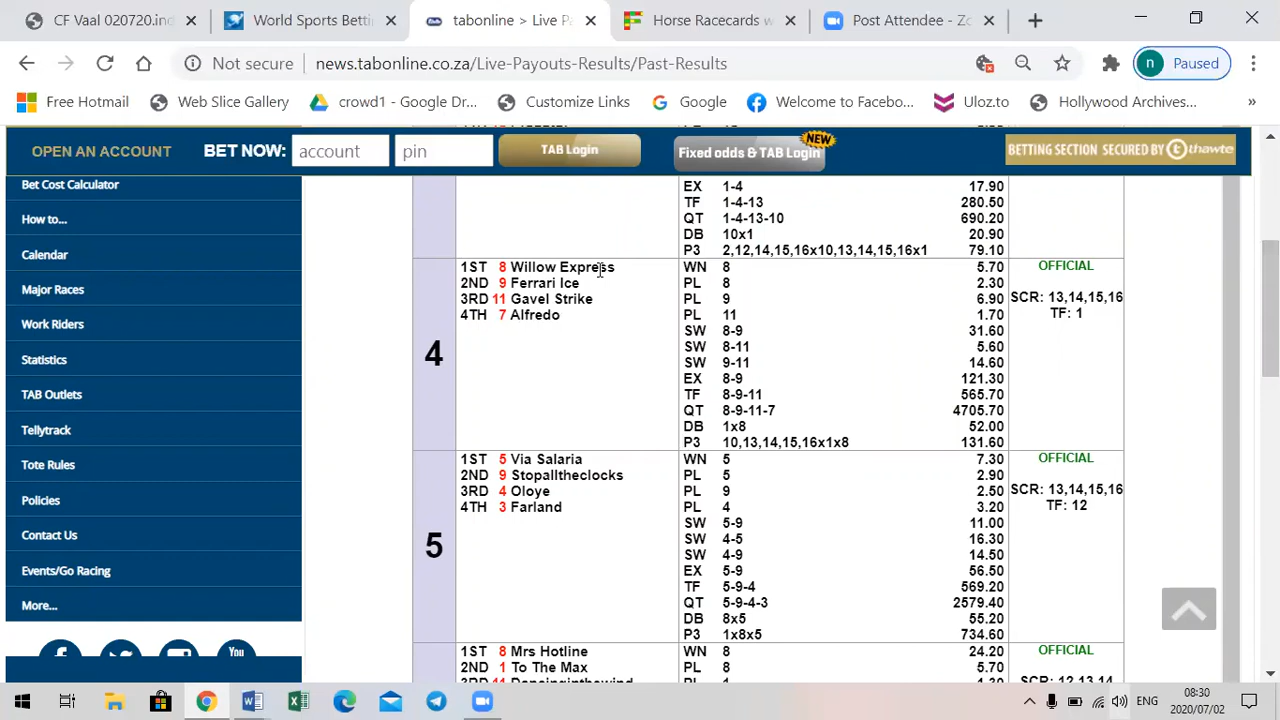 CF Vaal 020720.ind
World Sports Betti
tabonline > Live Pa
Horse Racecards w
Post Attendee - Zo
Not secure news.tabonline.co.za/Live-Payouts-Results/Past-Results
n Paused
Free Hotmail
Web Slice Gallery
crowd1 - Google Dr...
Customize Links
Google
Welcome to Facebo...
Uloz.to
Hollywood Archives...
»
OPEN AN ACCOUNT
BET NOW:
account
pin
TAB Login
Fixed odds & TAB Login
NEW
BETTING SECTION SECURED BY thawte
Bet Cost Calculator
How to...
Calendar
Major Races
Work Riders
Statistics
TAB Outlets
Tellytrack
Tote Rules
Policies
Contact Us
Events/Go Racing
More...
You
EX 1-4 17.90
TF 1-4-13 280.50
QT 1-4-13-10 690.20
DB 10x1 20.90
P3 2,12,14,15,16x10,13,14,15,16x1 79.10
4
1ST 8 Willow Express
2ND 9 Ferrari Ice
3RD 11 Gavel Strike
4TH 7 Alfredo
WN 8 5.70
PL 8 2.30
PL 9 6.90
PL 11 1.70
SW 8-9 31.60
SW 8-11 5.60
SW 9-11 14.60
EX 8-9 121.30
TF 8-9-11 565.70
QT 8-9-11-7 4705.70
DB 1x8 52.00
P3 10,13,14,15,16x1x8 131.60
OFFICIAL
SCR: 13,14,15,16
TF: 1
5
1ST 5 Via Salaria
2ND 9 Stopalltheclocks
3RD 4 Oloye
4TH 3 Farland
WN 5 7.30
PL 5 2.90
PL 9 2.50
PL 4 3.20
SW 5-9 11.00
SW 4-5 16.30
SW 4-9 14.50
EX 5-9 56.50
TF 5-9-4 569.20
QT 5-9-4-3 2579.40
DB 8x5 55.20
P3 1x8x5 734.60
OFFICIAL
SCR: 13,14,15,16
TF: 12
1ST 8 Mrs Hotline
2ND 1 To The Max
3RD 11 Dancinginthewind
WN 8 24.20
PL 8 5.70
PL 1 1.30
OFFICIAL
SCR: 12,13,14
ENG
08:30
2020/07/02